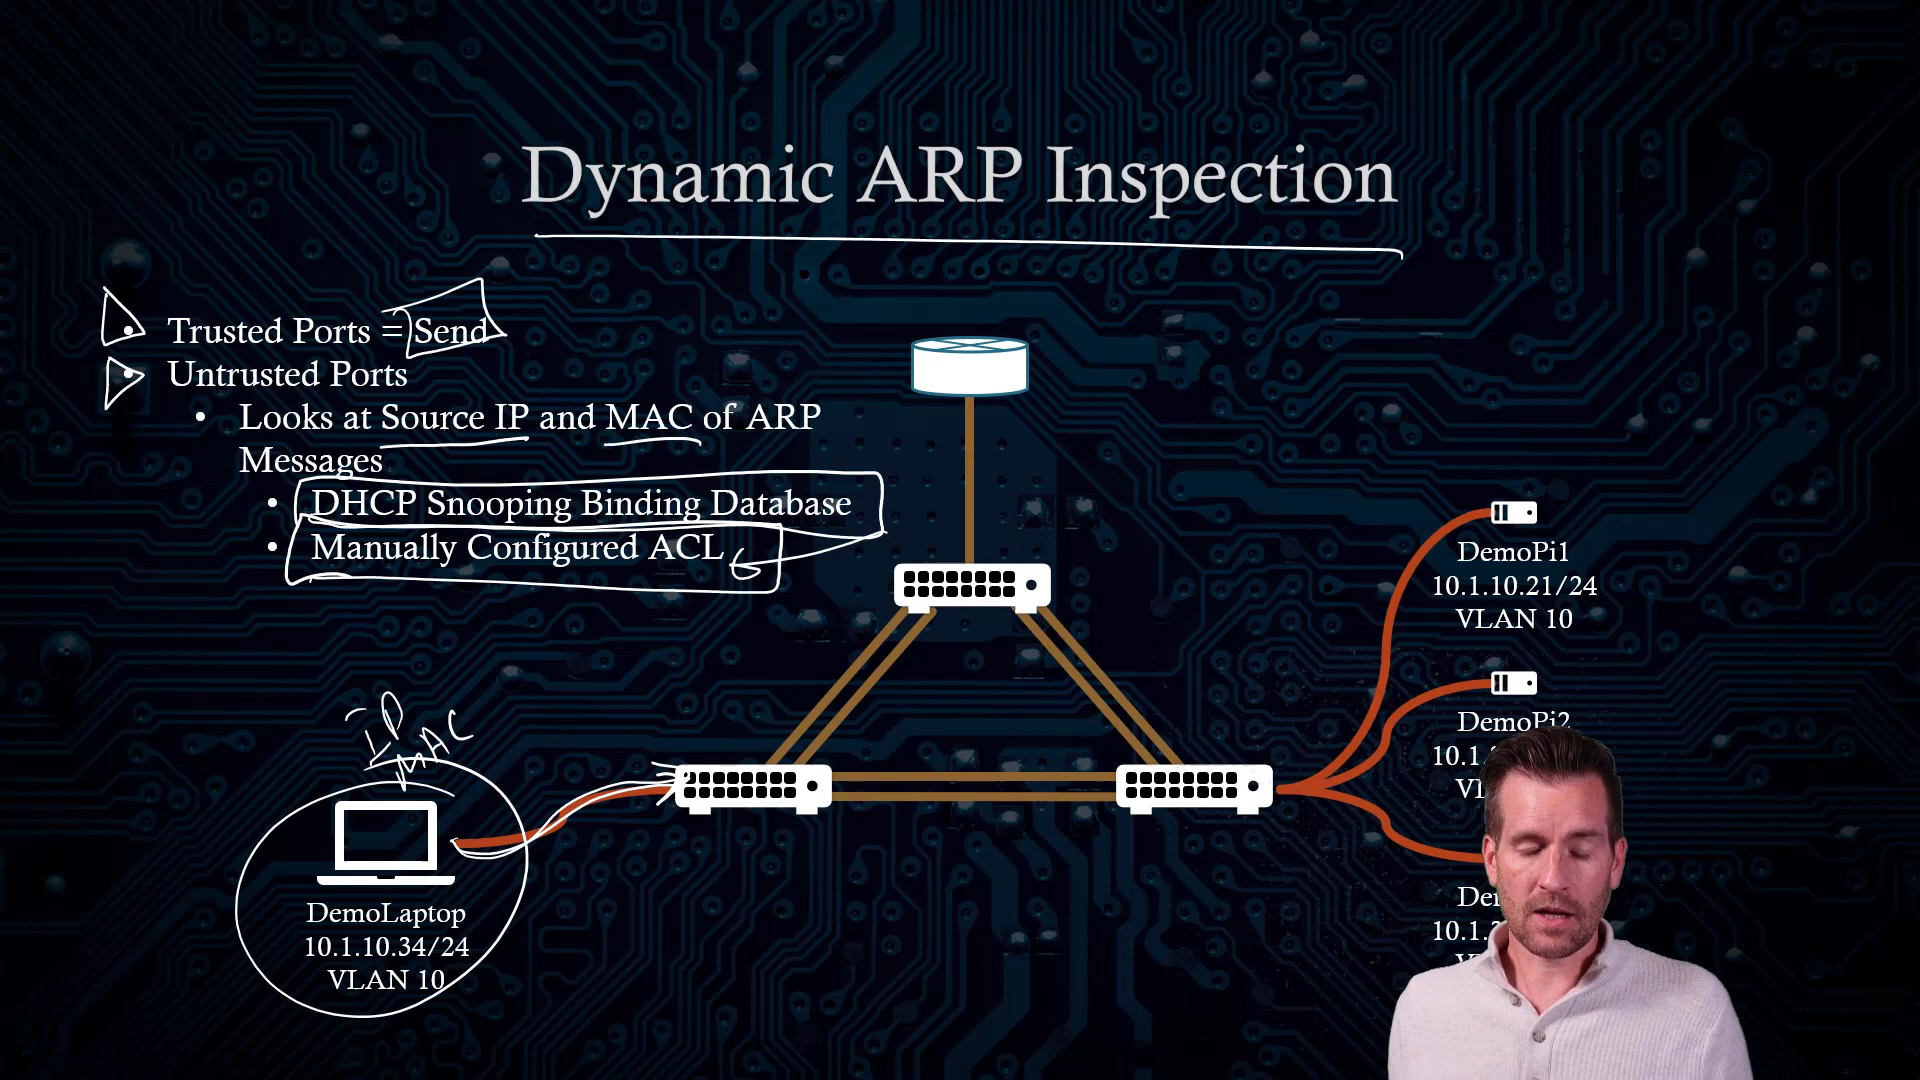 Dynamic ARP Inspection
• Trusted Ports = Send
• Untrusted Ports
• Looks at Source IP and MAC of ARP
Messages
• DHCP Snooping Binding Database
• Manually Configured ACL
DemoPi1
10.1.10.21/24
VLAN 10
DemoPi2
10.1.
IP
MAC
DemoLaptop
10.1.10.34/24
VLAN 10